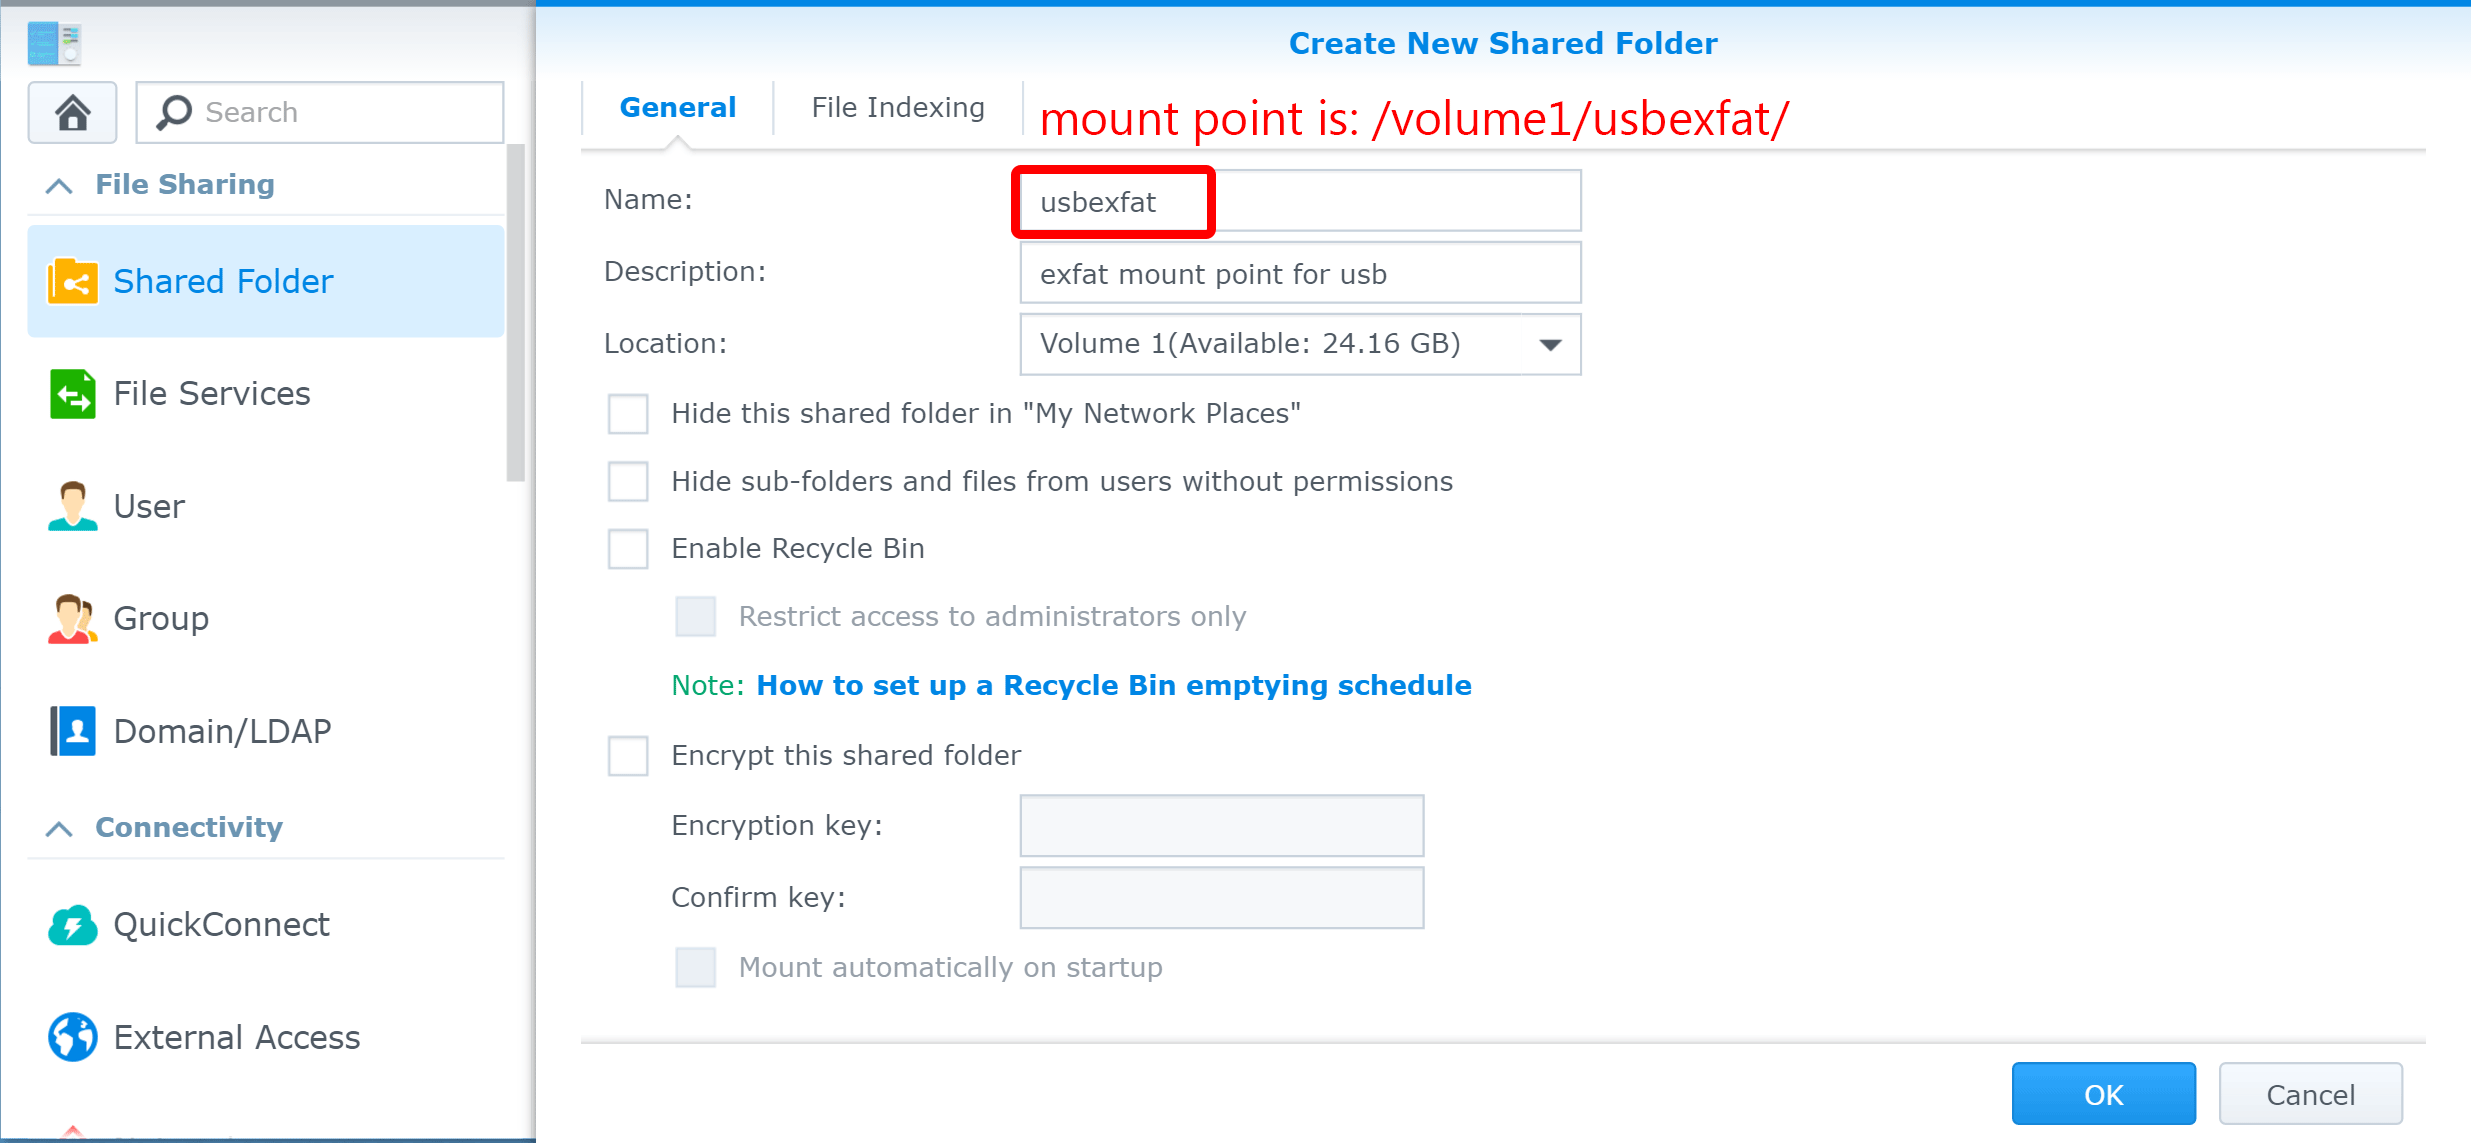 Create New Shared Folder
Search
General
File Indexing
mount point is: /volume1/usbexfat/
File Sharing
Shared Folder
File Services
User
Group
Domain/LDAP
Connectivity
QuickConnect
External Access
Name:
usbexfat
Description:
exfat mount point for usb
Location:
Volume 1(Available: 24.16 GB)
Hide this shared folder in "My Network Places"
Hide sub-folders and files from users without permissions
Enable Recycle Bin
Restrict access to administrators only
Note: How to set up a Recycle Bin emptying schedule
Encrypt this shared folder
Encryption key:
Confirm key:
Mount automatically on startup
OK
Cancel